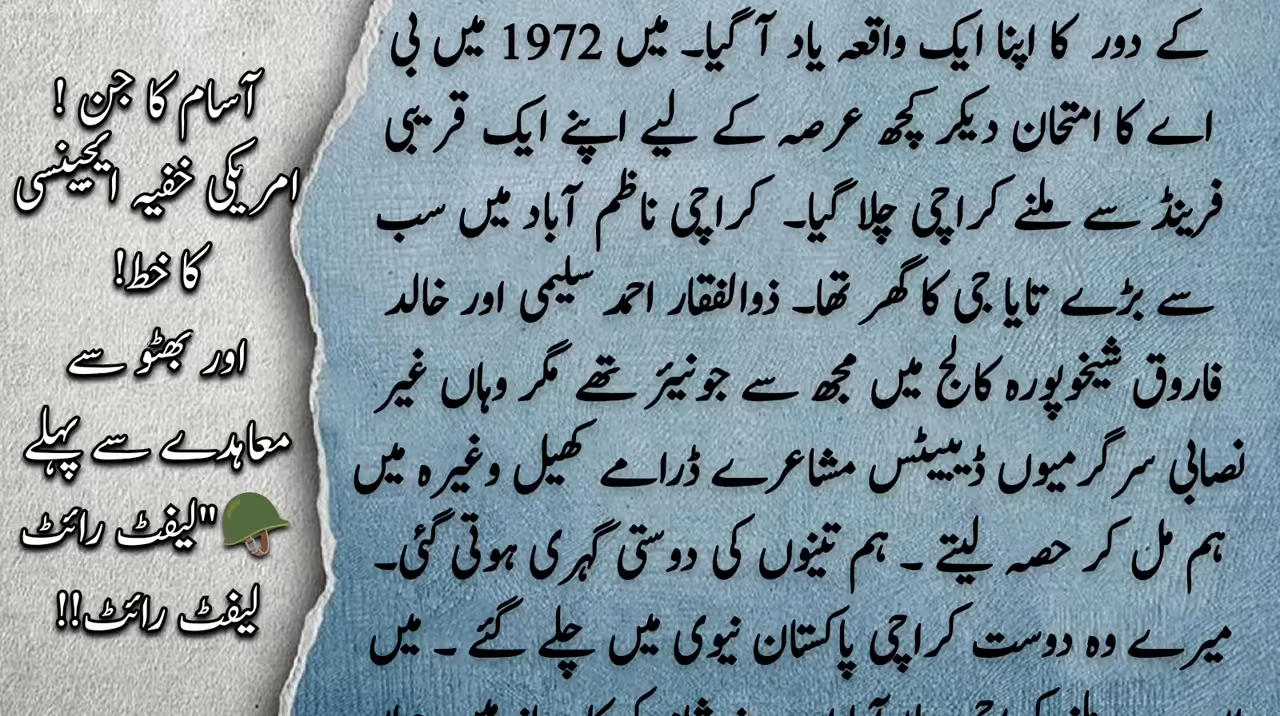 کے دور کا اپنا ایک واقعہ یاد آ گیا۔ میں 1972 میں بی
اے کا امتحان دیکر کچھ عرصہ کے لیے اپنے ایک قریبی
فرینڈ سے ملنے کراچی چلا گیا۔ کراچی ناظم آباد میں سب
سے بڑے تایا جی کا گھر تھا۔ ذوالفقار احمد سلیمی اور خالد
فاروق شیخوپورہ کالج میں مجھ سے جونیئر تھے مگر وہاں غیر
نصابی سرگرمیوں ڈیبیٹس مشاعرے ڈرامے کھیل وغیرہ میں
ہم مل کر حصہ لیتے ۔ ہم تینوں کی دوستی گہری ہوتی گئی۔
میرے وہ دوست کراچی پاکستان نیوی میں چلے گئے ۔ میں
آسام کا جن !
امریکی خفیہ ایجینسی
کا خط!
اور بھٹو سے
معاہدے سے پہلے
🪖"لیفٹ رائٹ
لیفٹ رائٹ!!